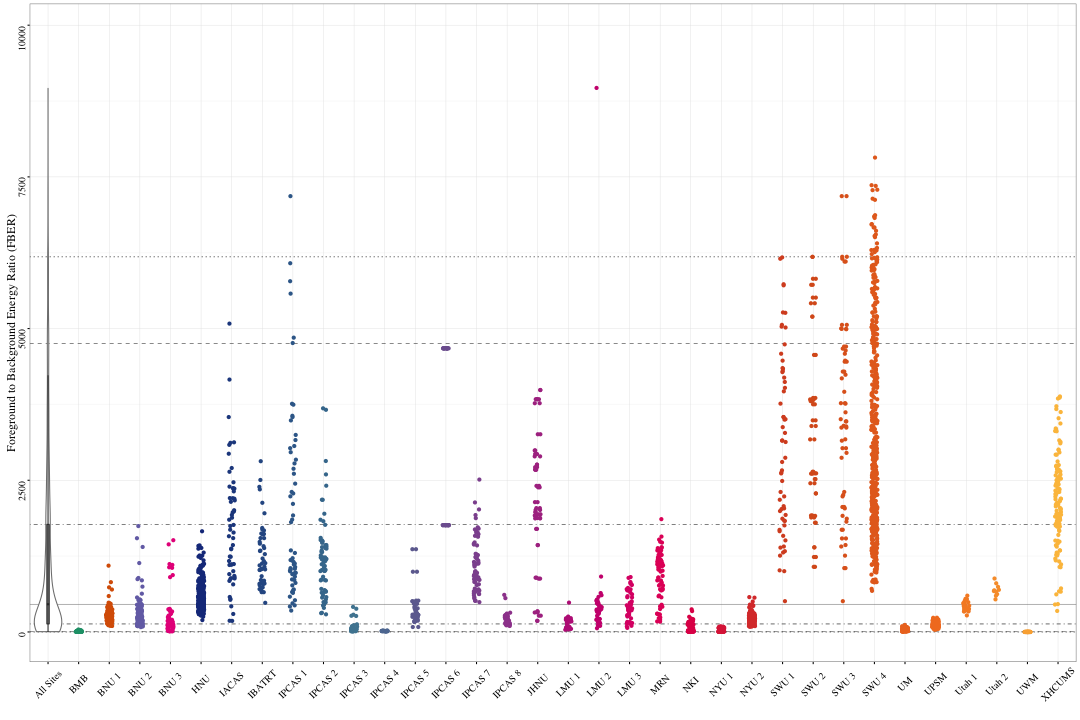 Foreground to Background Energy Ratio (FBER)
10000
7500
5000
2500
0
All Sites
BMB
BNU 1
BNU 2
BNU 3
HNU
IACAS
IBATRT
IPCAS 1
IPCAS 2
IPCAS 3
IPCAS 4
IPCAS 5
IPCAS 6
IPCAS 7
IPCAS 8
JHNU
LMU 1
LMU 2
LMU 3
MRN
NKI
NYU 1
NYU 2
SWU 1
SWU 2
SWU 3
SWU 4
UM
UPSM
Utah 1
Utah 2
UWM
XHCUMS